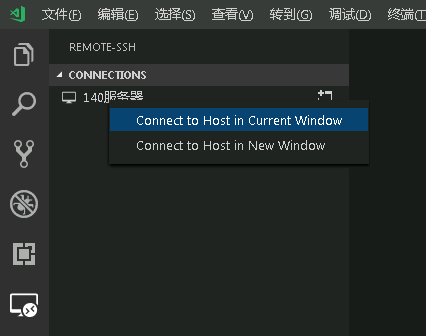 文件(F) 编辑(E) 选择(S) 查看(V) 转到(G) 调试(D) 终端(T
REMOTE-SSH
CONNECTIONS
140服务器
Connect to Host in Current Window
Connect to Host in New Window